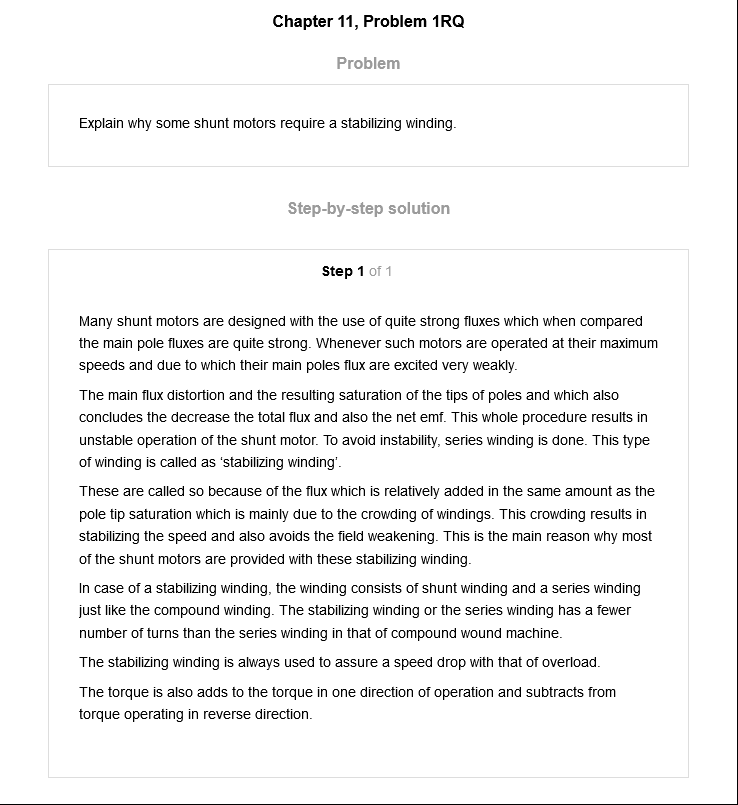 Chapter 11, Problem 1RQ
Problem
Explain why some shunt motors require a stabilizing winding.
Step-by-step solution
Step 1 of 1
Many shunt motors are designed with the use of quite strong fluxes which when compared
the main pole fluxes are quite strong. Whenever such motors are operated at their maximum
speeds and due to which their main poles flux are excited very weakly.
The main flux distortion and the resulting saturation of the tips of poles and which also
concludes the decrease the total flux and also the net emf. This whole procedure results in
unstable operation of the shunt motor. To avoid instability, series winding is done. This type
of winding is called as ‘stabilizing winding’.
These are called so because of the flux which is relatively added in the same amount as the
pole tip saturation which is mainly due to the crowding of windings. This crowding results in
stabilizing the speed and also avoids the field weakening. This is the main reason why most
of the shunt motors are provided with these stabilizing winding.
In case of a stabilizing winding, the winding consists of shunt winding and a series winding
just like the compound winding. The stabilizing winding or the series winding has a fewer
number of turns than the series winding in that of compound wound machine.
The stabilizing winding is always used to assure a speed drop with that of overload.
The torque is also adds to the torque in one direction of operation and subtracts from
torque operating in reverse direction.